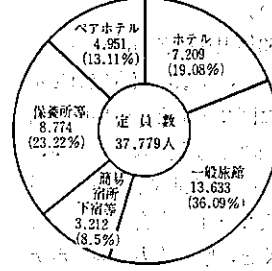 ペアホテル
4.951
(13.11%)
ホテル
7.209
(19.08%)
保養所等
8.774
(23.22%)
定員数
37,779人
一般旅館
13.633
(36.09%)
簡易
宿所
下宿等
3.212
(8.5%)